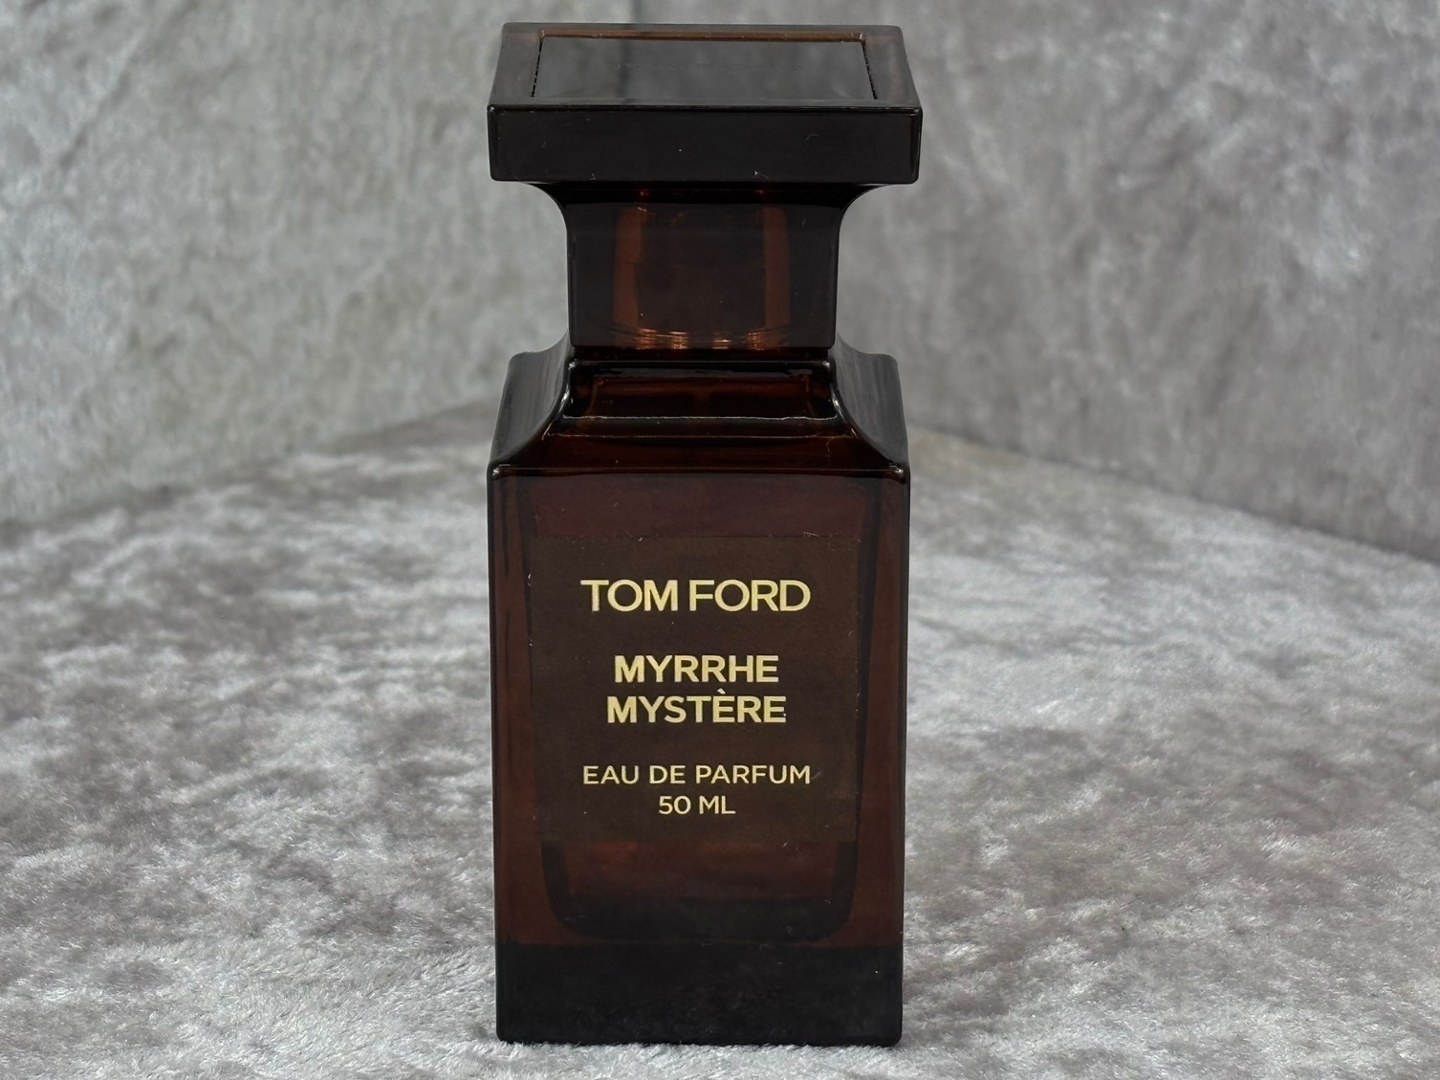 TOM FORD
MYRRHE
MYSTÈRE
EAU DE PARFUM
50 ML